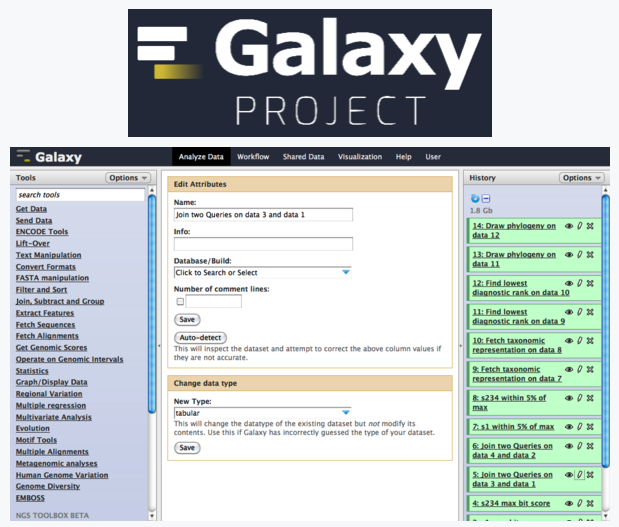 Galaxy
PROJECT
Galaxy
Analyze Data Workflow Shared Data Visualization Help User
Tools Options
search tools
Get Data
Send Data
ENCODE Tools
Lift-Over
Text Manipulation
Convert Formats
FASTA manipulation
Filter and Sort
Join, Subtract and Group
Extract Features
Fetch Sequences
Fetch Alignments
Get Genomic Scores
Operate on Genomic Intervals
Statistics
Graph/Display Data
Regional Variation
Multiple regression
Multivariate Analysis
Evolution
Motif Tools
Multiple Alignments
Metagenomic analyses
Human Genome Variation
Genome Diversity
EMBOSS
NGS TOOLBOX BETA
Edit Attributes
Name:
Join two Queries on data 3 and data 1
Info:
Database/Build:
Click to Search or Select
Number of comment lines:
Save
Auto-detect
This will inspect the dataset and attempt to correct the above column values if
they are not accurate.
Change data type
New Type:
tabular
This will change the datatype of the existing dataset but not modify its
contents. Use this if Galaxy has incorrectly guessed the type of your dataset.
Save
History Options
1.8 Gb
14: Draw phylogeny on
data 12
13: Draw phylogeny on
data 11
12: Find lowest
diagnostic rank on data 10
11: Find lowest
diagnostic rank on data 9
10: Fetch taxonomic
representation on data 8
9: Fetch taxonomic
representation on data 7
8: s234 within 5% of
max
7: s1 within 5% of max
6: Join two Queries on
data 4 and data 2
5: Join two Queries on
data 3 and data 1
4: s234 max bit score